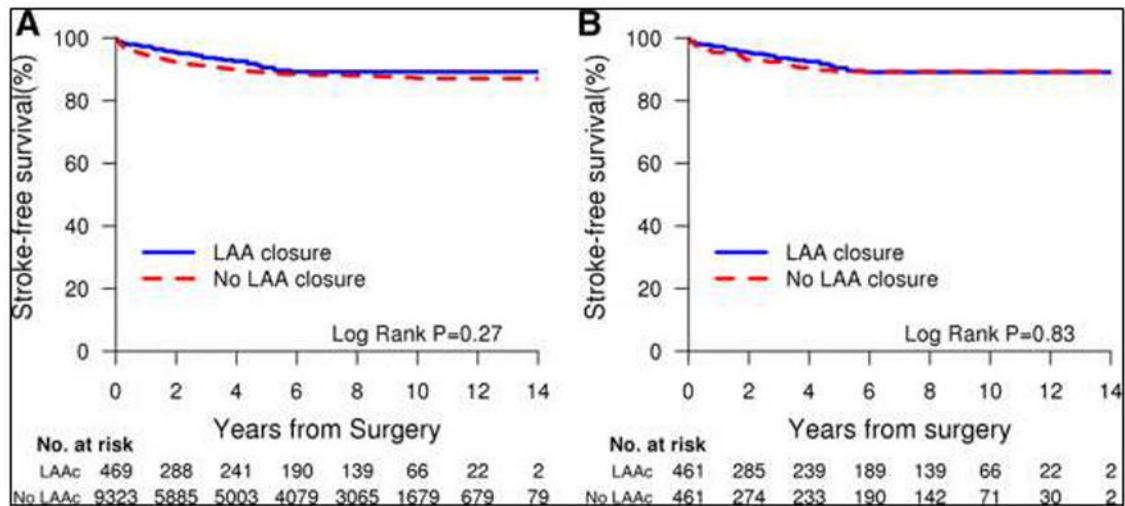 A
Stroke-free survival(%)
100
80
60
40
20
0
LAA closure
No LAA closure
Log Rank P=0.27
0 2 4 6 8 10 12 14
Years from Surgery
No. at risk
LAAc 469 288 241 190 139 66 22 2
No LAAc 9323 5885 5003 4079 3065 1679 679 79
B
Stroke-free survival(%)
100
80
60
40
20
0
LAA closure
No LAA closure
Log Rank P=0.83
0 2 4 6 8 10 12 14
Years from surgery
No. at risk
LAAc 461 285 239 189 139 66 22 2
No LAAc 461 274 233 190 142 71 30 2